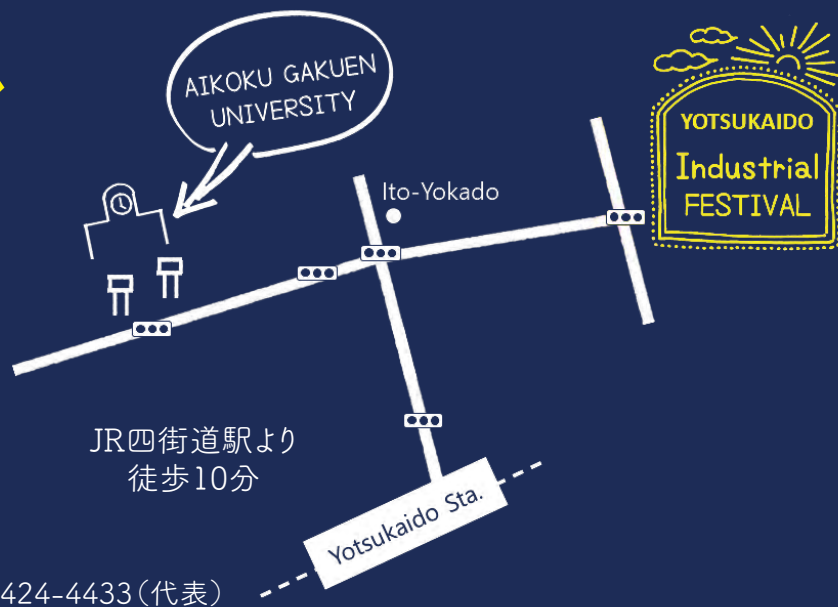 AIKOKU GAKUEN
UNIVERSITY
YOTSUKAIDO
Industrial
FESTIVAL
Ito-Yokado
JR四街道駅より
徒歩10分
Yotsukaido Sta.
424-4433（代表）